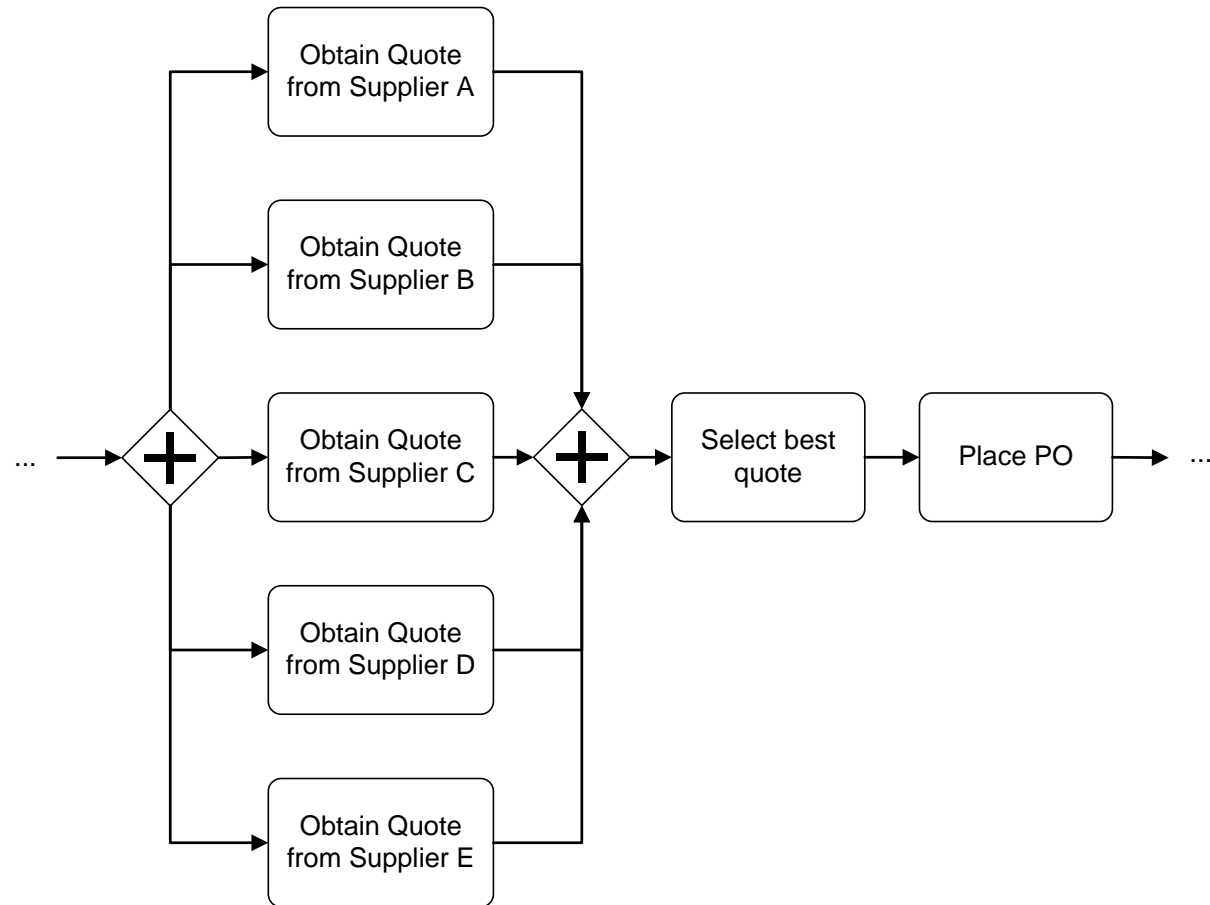 Obtain Quote
from Supplier A
Obtain Quote
from Supplier B
...
Obtain Quote
from Supplier C
Select best
quote
Place PO
...
Obtain Quote
from Supplier D
Obtain Quote
from Supplier E